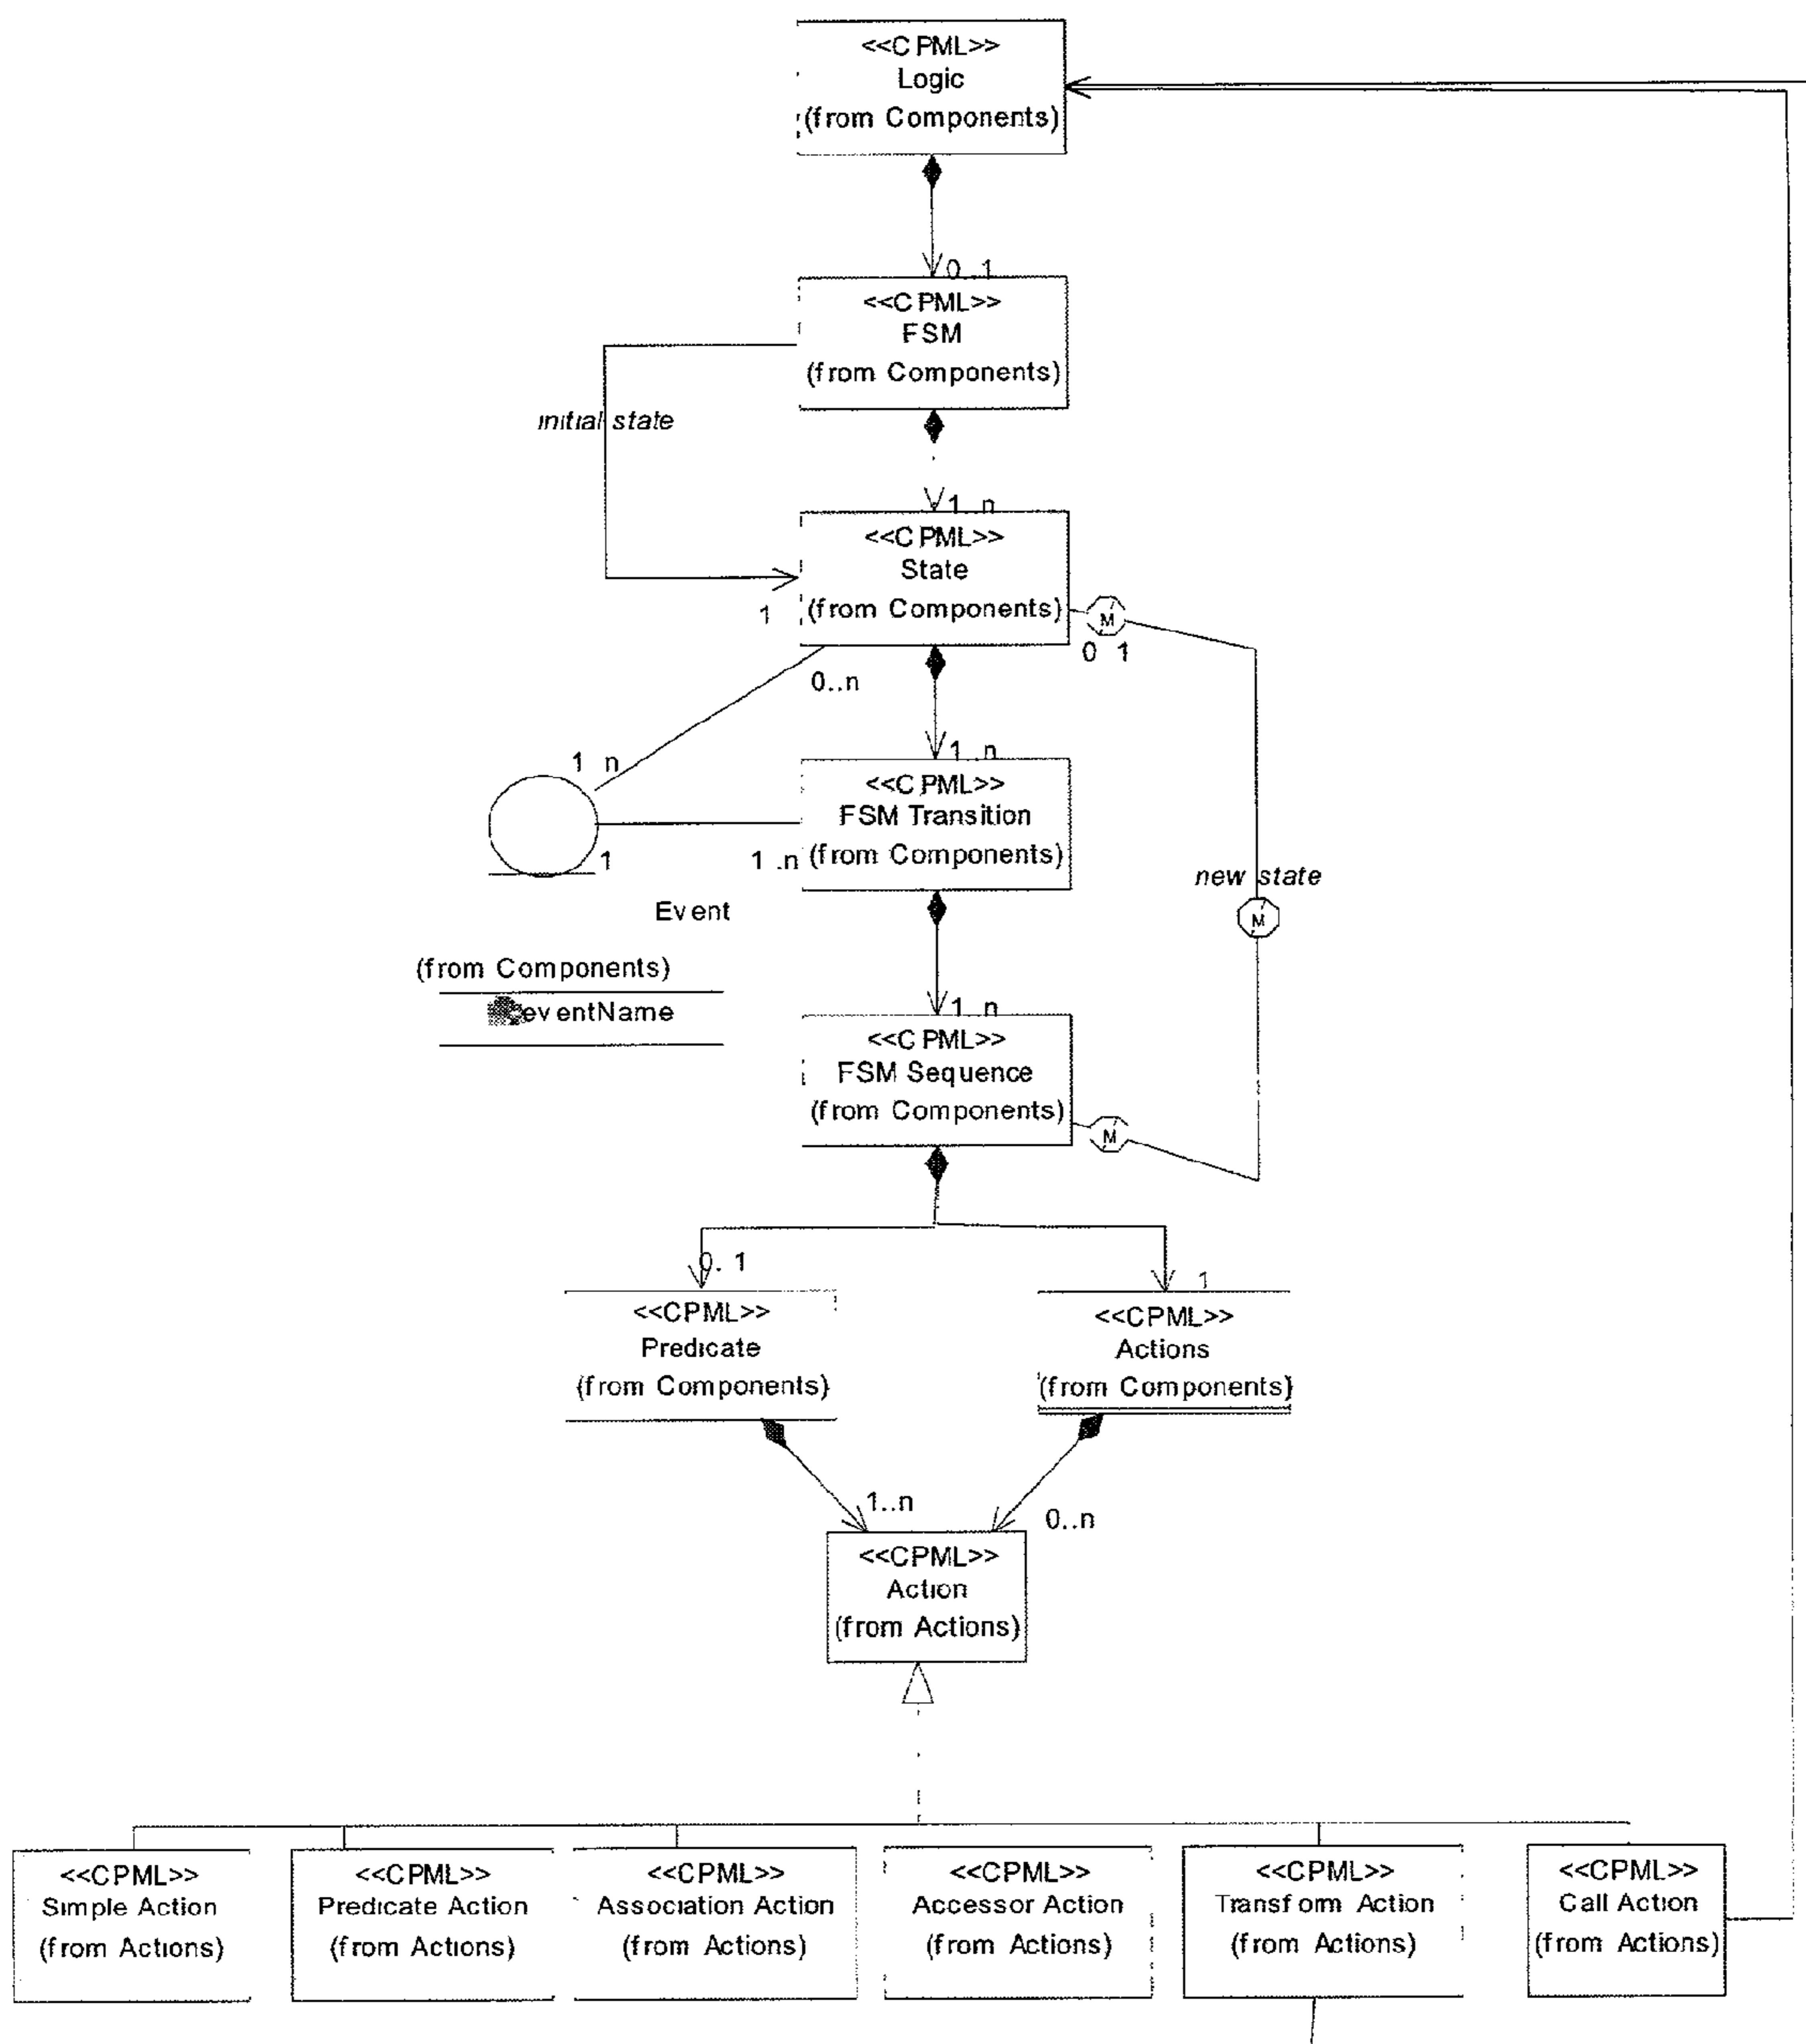 <<CPML>>
Logic
(from Components)
0..1
<<CPML>>
FSM
(from Components)
initial state
1..n
<<CPML>>
State
(from Components)
1
0 1
M
0..n
1 n
1..n
<<CPML>>
FSM Transition
(from Components)
1
1..n
new state
M
Event
(from Components)
eventName
1..n
<<CPML>>
FSM Sequence
(from Components)
M
0..1
1
<<CPML>>
Predicate
(from Components)
<<CPML>>
Actions
(from Components)
1..n
0..n
<<CPML>>
Action
(from Actions)
<<CPML>>
Simple Action
(from Actions)
<<CPML>>
Predicate Action
(from Actions)
<<CPML>>
Association Action
(from Actions)
<<CPML>>
Accessor Action
(from Actions)
<<CPML>>
Transform Action
(from Actions)
<<CPML>>
Call Action
(from Actions)